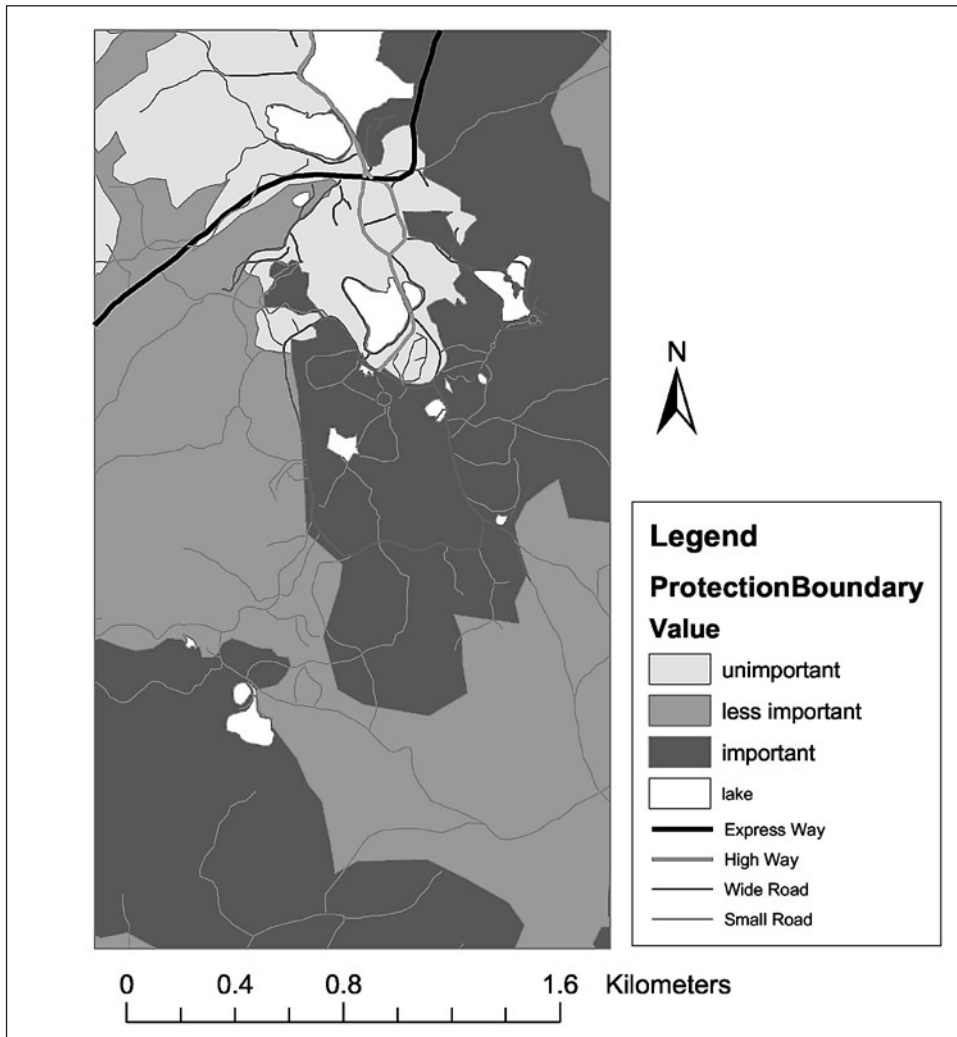 N
Legend
ProtectionBoundary
Value
unimportant
less important
important
lake
Express Way
High Way
Wide Road
Small Road
0 0.4 0.8 1.6 Kilometers